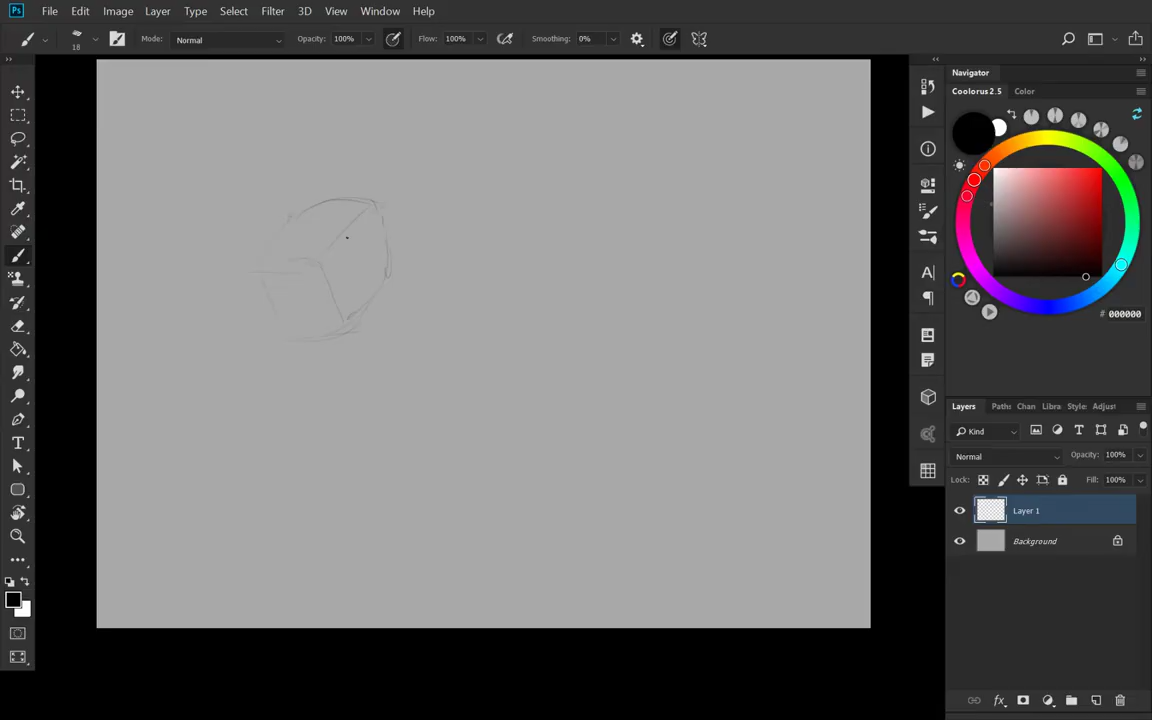 Ps File Edit Image Layer Type Select Filter 3D View Window Help
18 Mode: Normal Opacity: 100% Flow: 100% Smoothing: 0%
Navigator
Coolorus 2.5 Color
# 000000
Layers Paths Chan Libra Style Adjust
Kind
Normal Opacity: 100%
Lock: Fill: 100%
Layer 1
Background
fx